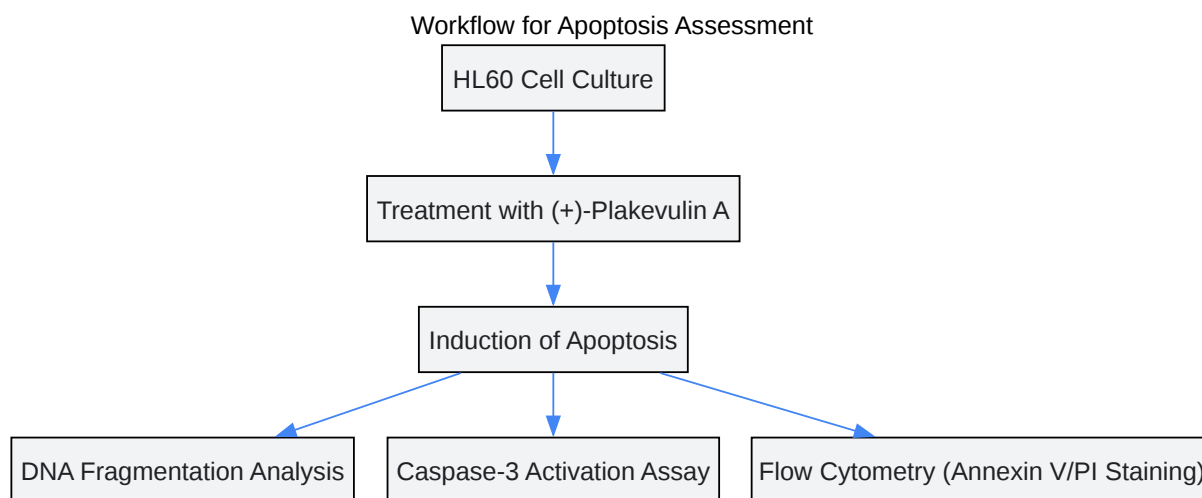 Workflow for Apoptosis Assessment
HL60 Cell Culture
Treatment with (+)-Plakevulin A
Induction of Apoptosis
DNA Fragmentation Analysis
Caspase-3 Activation Assay
Flow Cytometry (Annexin V/PI Staining)